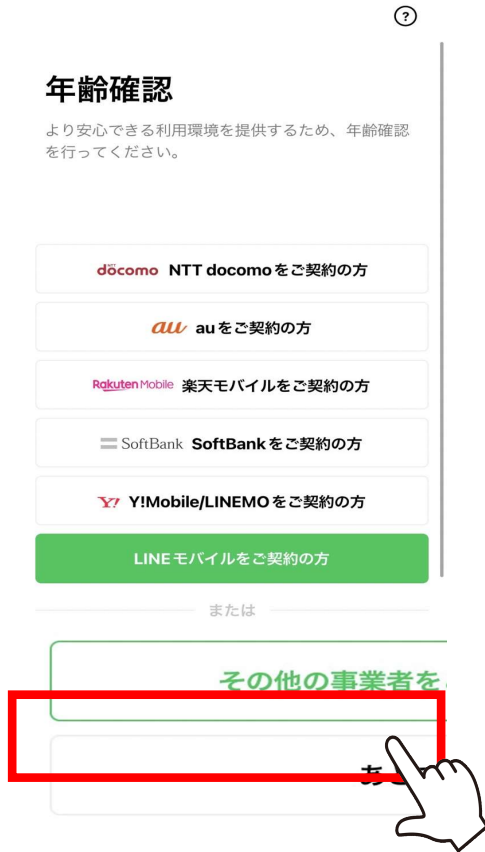 ?
年齢確認
より安心できる利用環境を提供するため、年齢確認
を行ってください。
döcomo NTT docomoをご契約の方
au auをご契約の方
Rakuten Mobile 楽天モバイルをご契約の方
SoftBank SoftBankをご契約の方
Y! Y!Mobile/LINEMOをご契約の方
LINEモバイルをご契約の方
または
その他の事業者を
あ